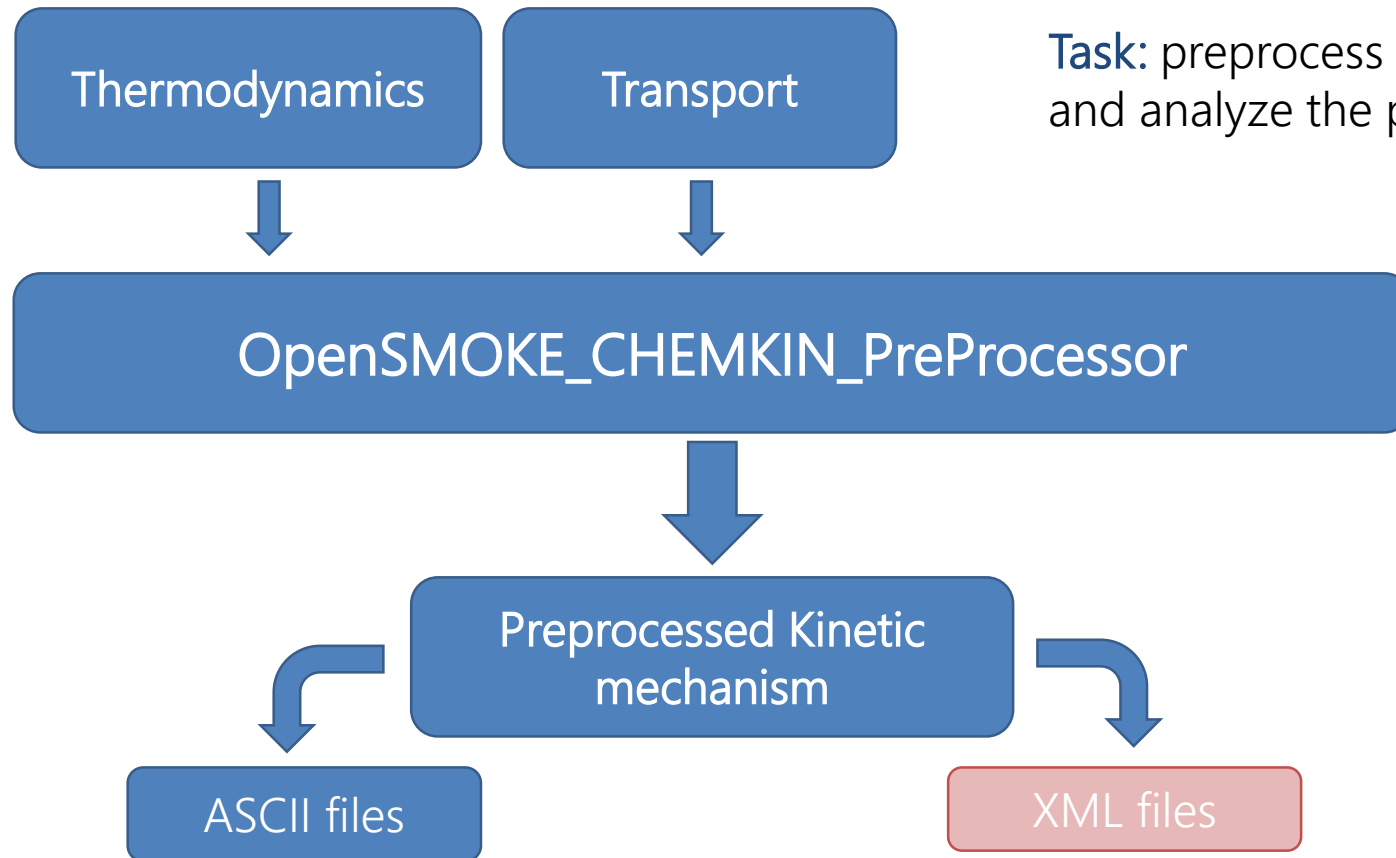 Thermodynamics
Transport
Task: preprocess
and analyze the
OpenSMOKE_CHEMKIN_PreProcessor
Preprocessed Kinetic
mechanism
ASCII files
XML files